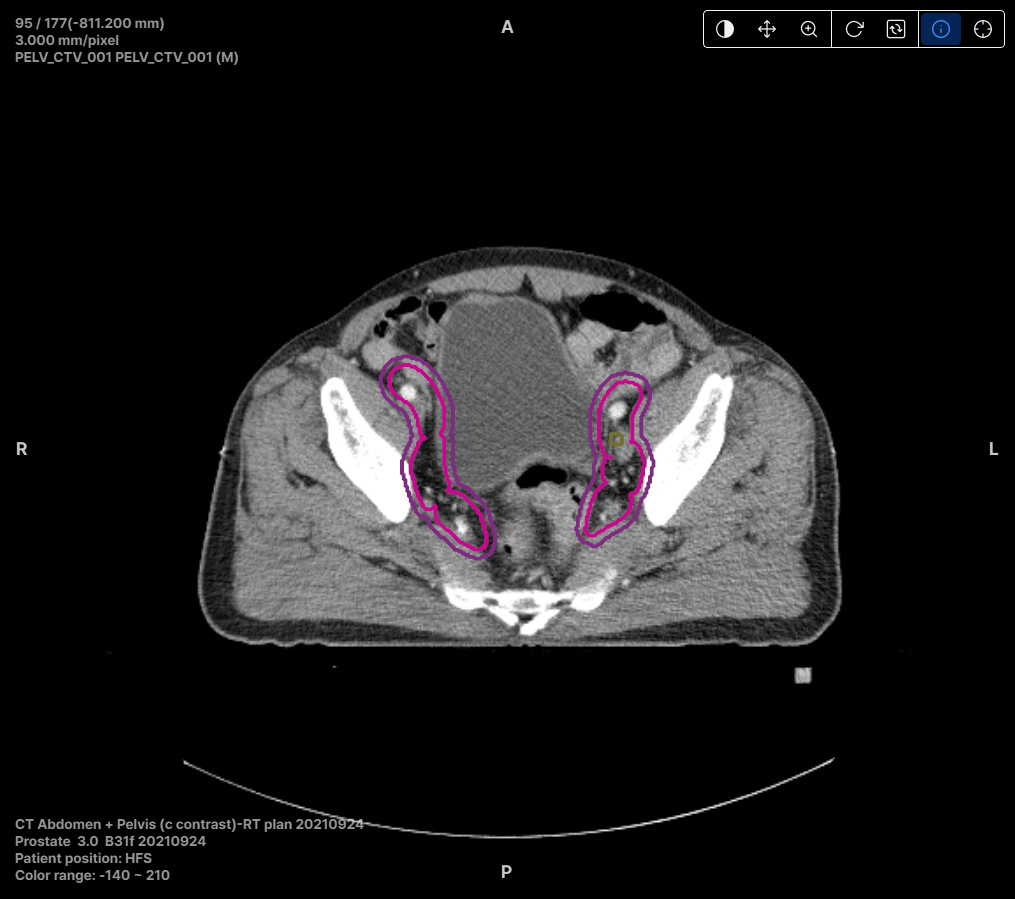 95 / 177(-811.200 mm)
3.000 mm/pixel
PELV_CTV_001 PELV_CTV_001 (M)
A
R
L
CT Abdomen + Pelvis (c contrast)-RT plan 20210924
Prostate 3.0 B31f 20210924
Patient position: HFS
Color range: -140 ~ 210
P